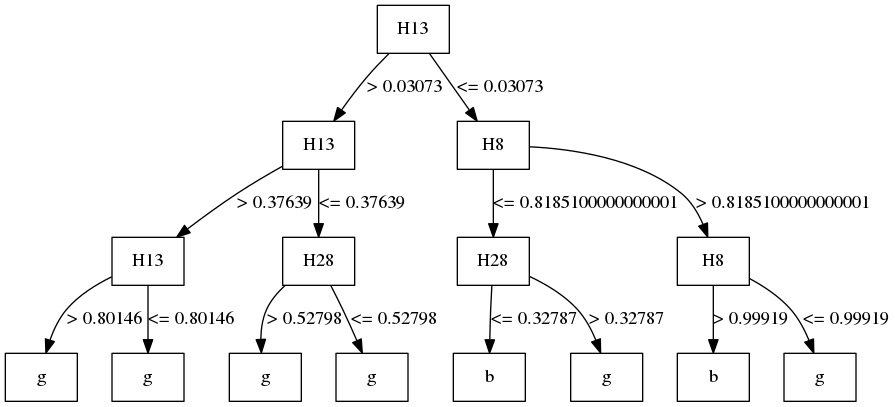 H13
> 0.03073 <= 0.03073
H13 H8
> 0.37639 <= 0.37639 <= 0.8185100000000001 > 0.8185100000000001
H13 H28 H28 H8
> 0.80146 <= 0.80146 > 0.52798 <= 0.52798 <= 0.32787 > 0.32787 > 0.99919 <= 0.99919
g g g g b g b g